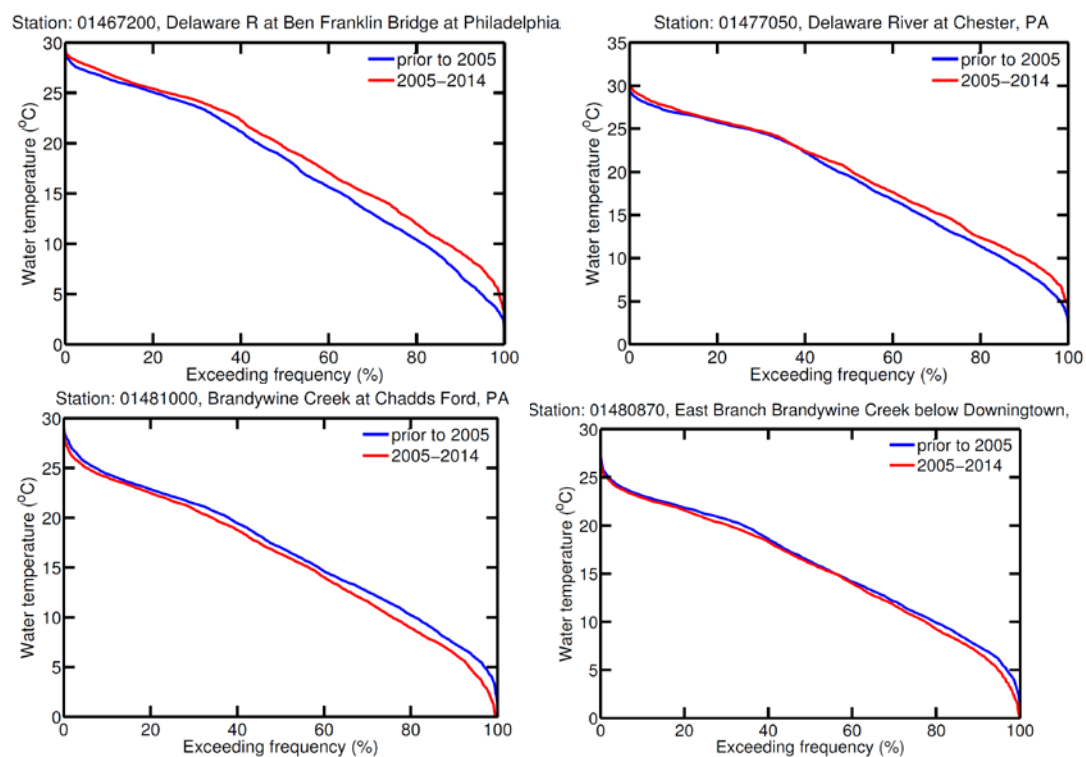 Station: 01467200, Delaware R at Ben Franklin Bridge at Philadelphia
30
25
20
15
10
5
0
Water temperature (°C)
prior to 2005
2005−2014
0 20 40 60 80 100
Exceeding frequency (%)
Station: 01477050, Delaware River at Chester, PA
35
30
25
20
15
10
5
0
Water temperature (°C)
prior to 2005
2005−2014
0 20 40 60 80 100
Exceeding frequency (%)
Station: 01481000, Brandywine Creek at Chadds Ford, PA
30
25
20
15
10
5
0
Water temperature (°C)
prior to 2005
2005−2014
0 20 40 60 80 100
Exceeding frequency (%)
Station: 01480870, East Branch Brandywine Creek below Downingtown,
30
25
20
15
10
5
0
Water temperature (°C)
prior to 2005
2005−2014
0 20 40 60 80 100
Exceeding frequency (%)